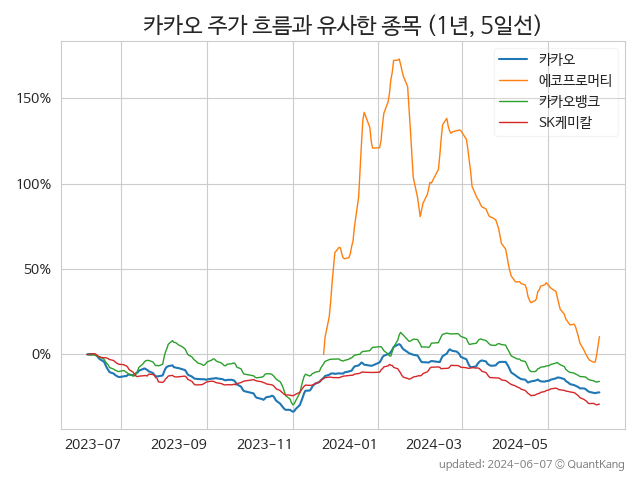 카카오 주가 흐름과 유사한 종목 (1년, 5일선)
카카오
에코프로머티
카카오뱅크
SK케미칼
150%
100%
50%
0%
2023-07
2023-09
2023-11
2024-01
2024-03
2024-05
updated: 2024-06-07 © QuantKang